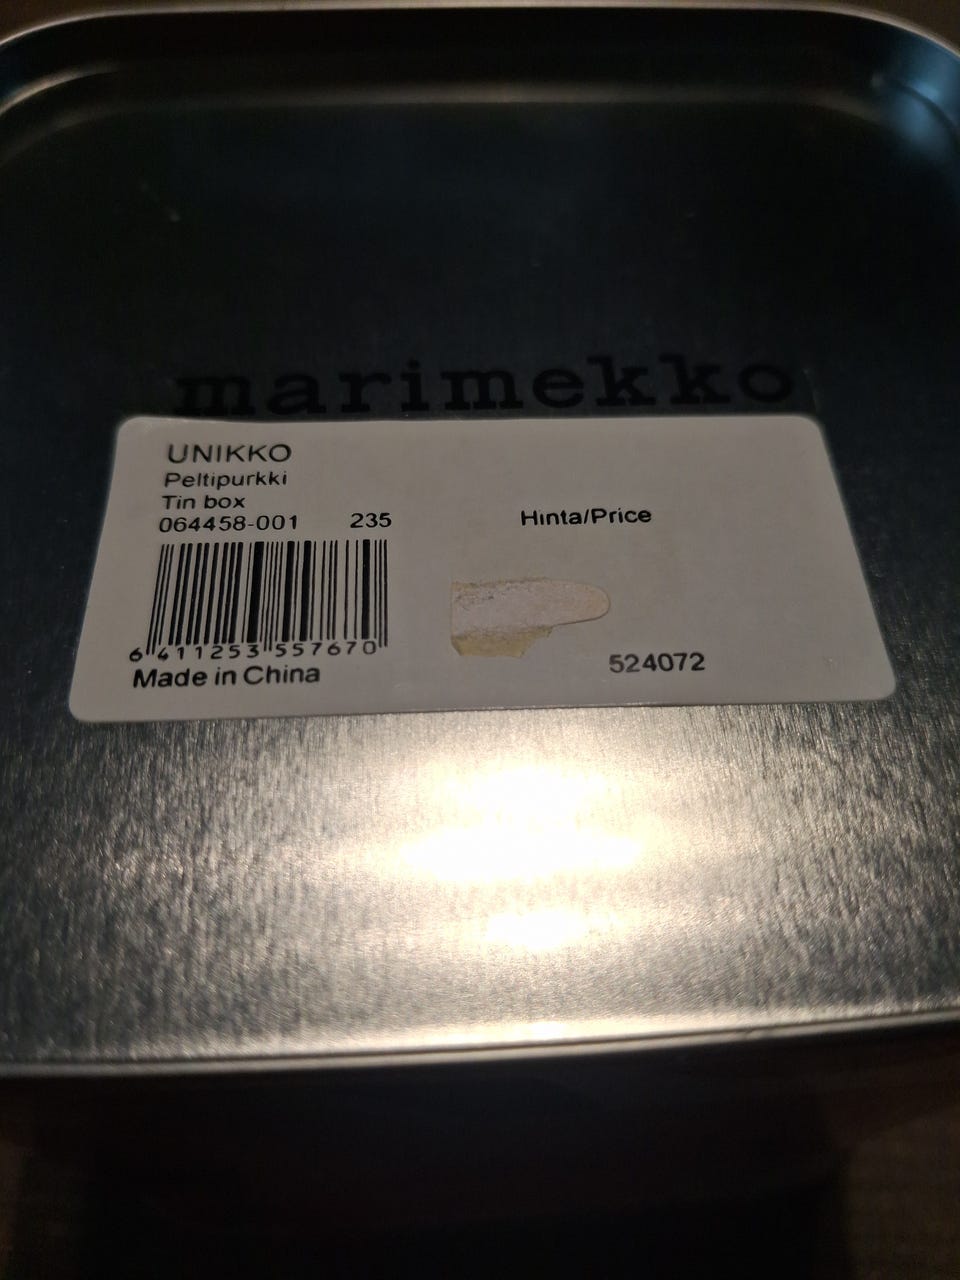 marimekko
UNIKKO
Peltipurkki
Tin box
064458-001 235
Hinta/Price
6 411253 557670
Made in China
524072